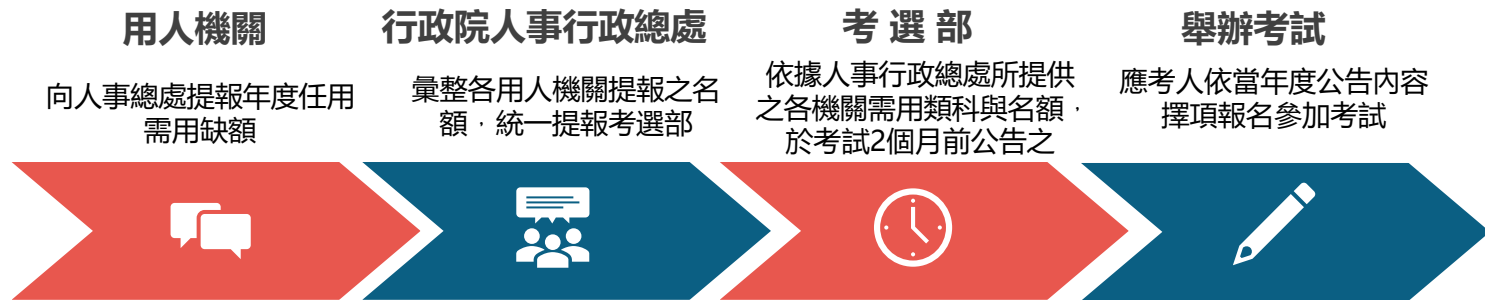 用人機關
向人事總處提報年度任用
需用缺額
行政院人事行政總處
彙整各用人機關提報之名
額，統一提報考選部
考 選 部
依據人事行政總處所提供
之各機關需用類科與名額，
於考試2個月前公告之
舉辦考試
應考人依當年度公告內容
擇項報名參加考試